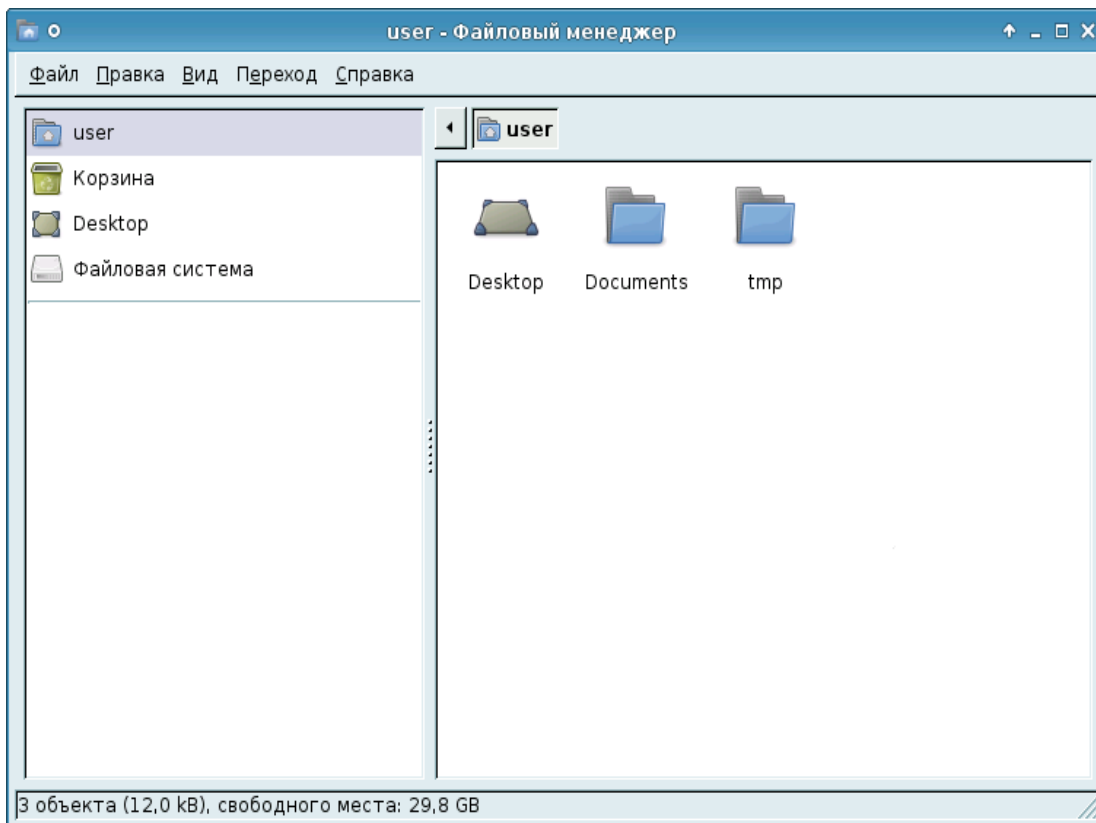 user - Файловый менеджер
Файл Правка Вид Переход Справка
user
Корзина
Desktop
Файловая система
user
Desktop Documents tmp
3 объекта (12,0 kB), свободного места: 29,8 GB